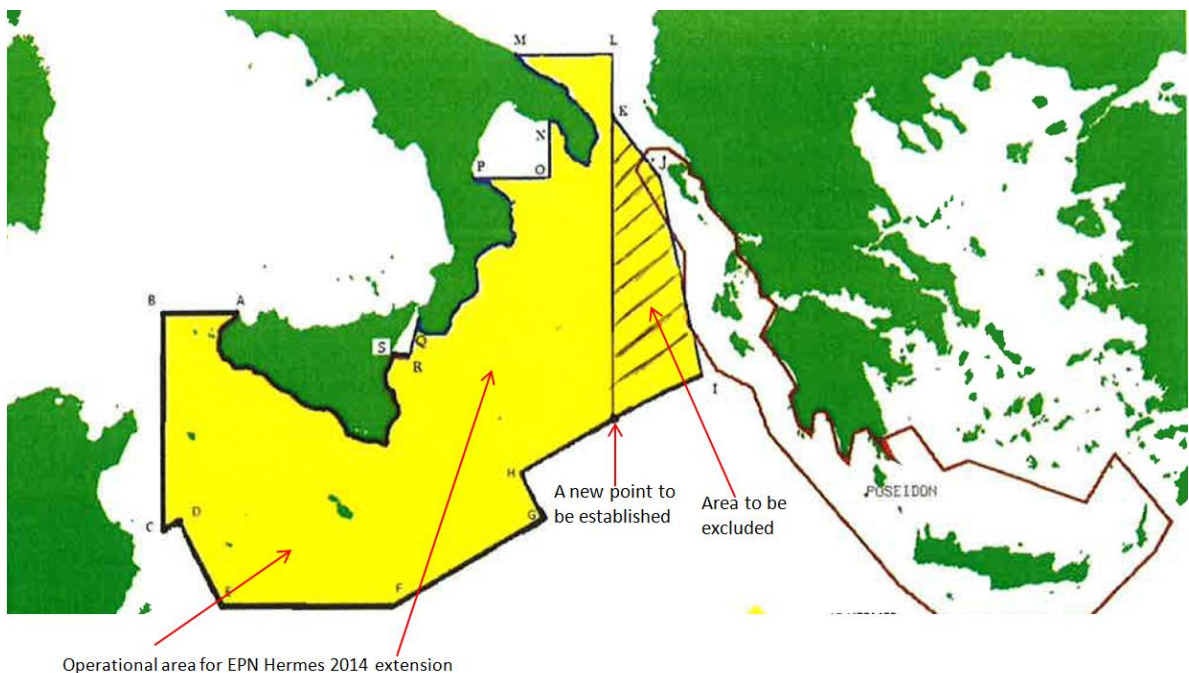 M
L
K
N
J
P
O
B
A
Q
S
R
I
H
A new point to
be established
Area to be
excluded
POSEIDON
G
C
D
E
F
Operational area for EPN Hermes 2014 extension